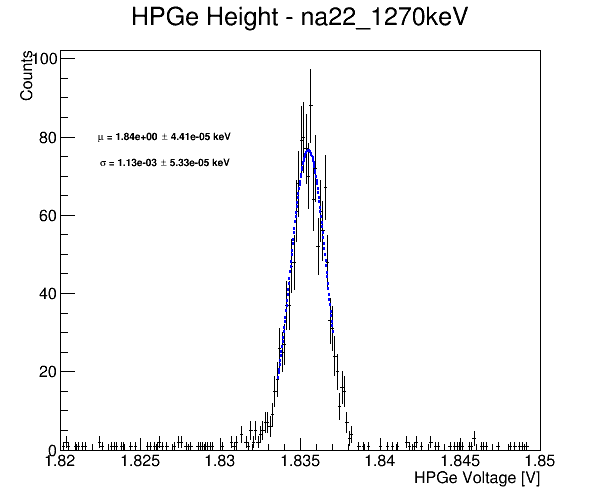 HPGe Height - na22_1270keV
Counts
100
80
60
40
20
0
μ = 1.84e+00 ± 4.41e-05 keV
σ = 1.13e-03 ± 5.33e-05 keV
1.82 1.825 1.83 1.835 1.84 1.845 1.85
HPGe Voltage [V]